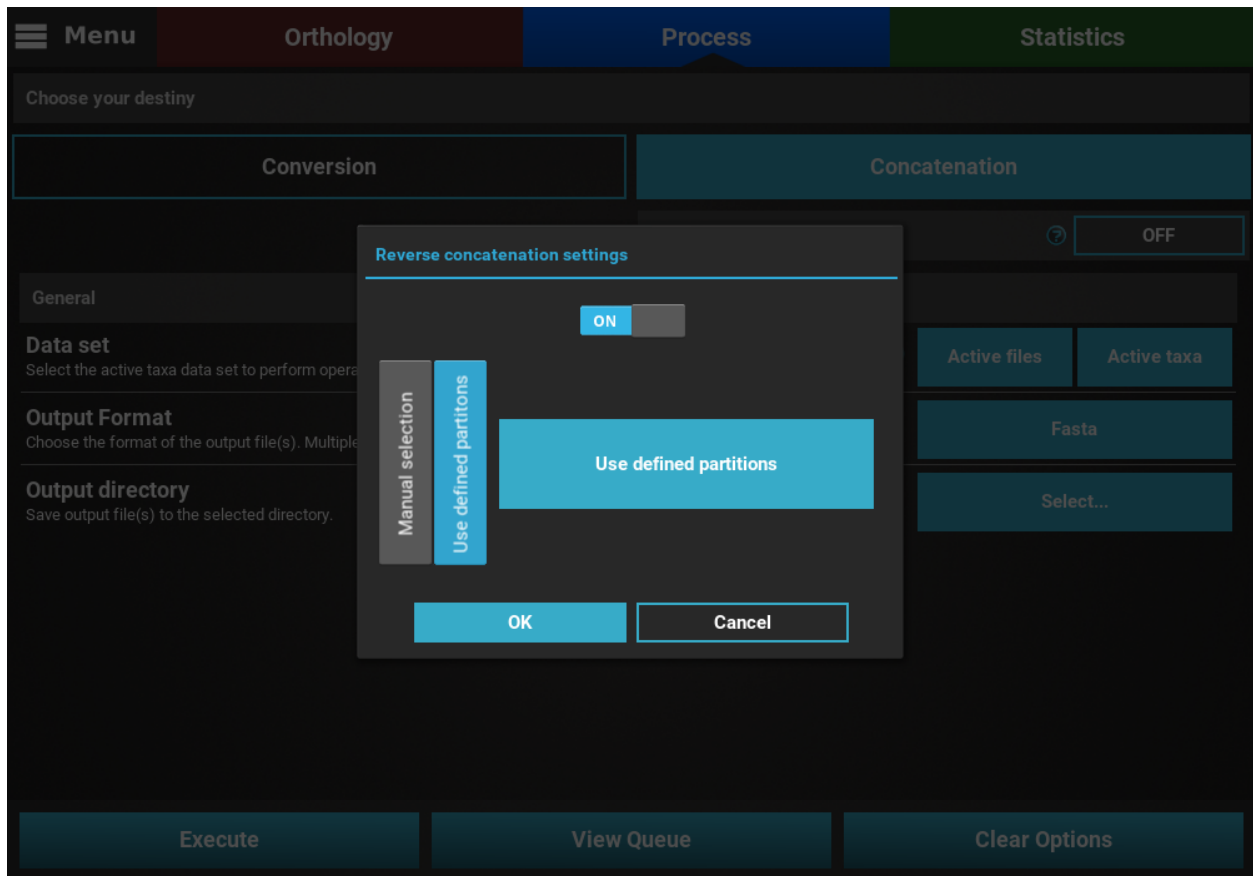 Menu
Orthology
Process
Statistics
Choose your destiny
Conversion
Concatenation
OFF
Reverse concatenation settings
ON
Manual selection
Use defined partitons
Use defined partitions
OK
Cancel
General
Data set
Select the active taxa data set to perform opera
Active files
Active taxa
Output Format
Choose the format of the output file(s). Multiple
Fasta
Output directory
Save output file(s) to the selected directory.
Select...
Execute
View Queue
Clear Options